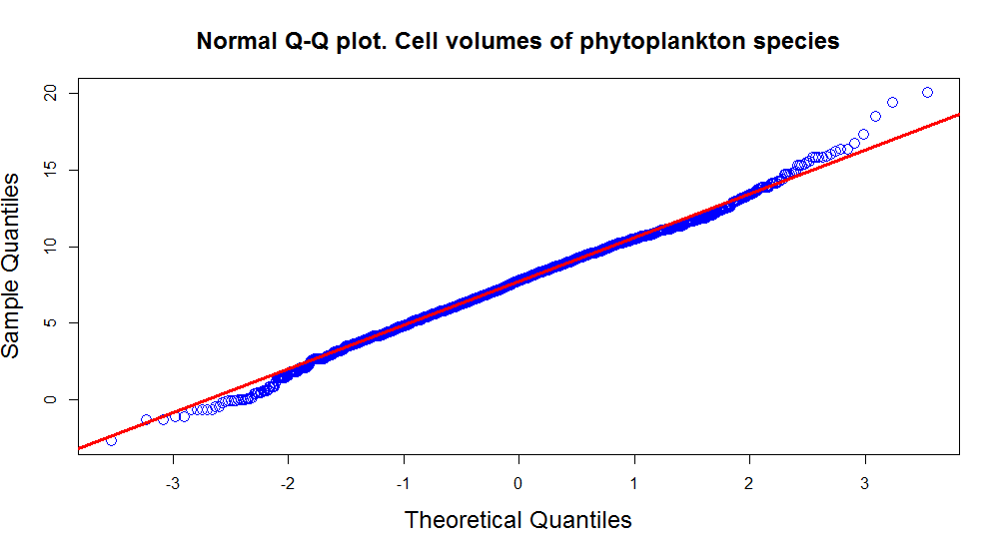 Normal Q-Q plot. Cell volumes of phytoplankton species
Sample Quantiles
20
15
10
5
0
-3 -2 -1 0 1 2 3
Theoretical Quantiles